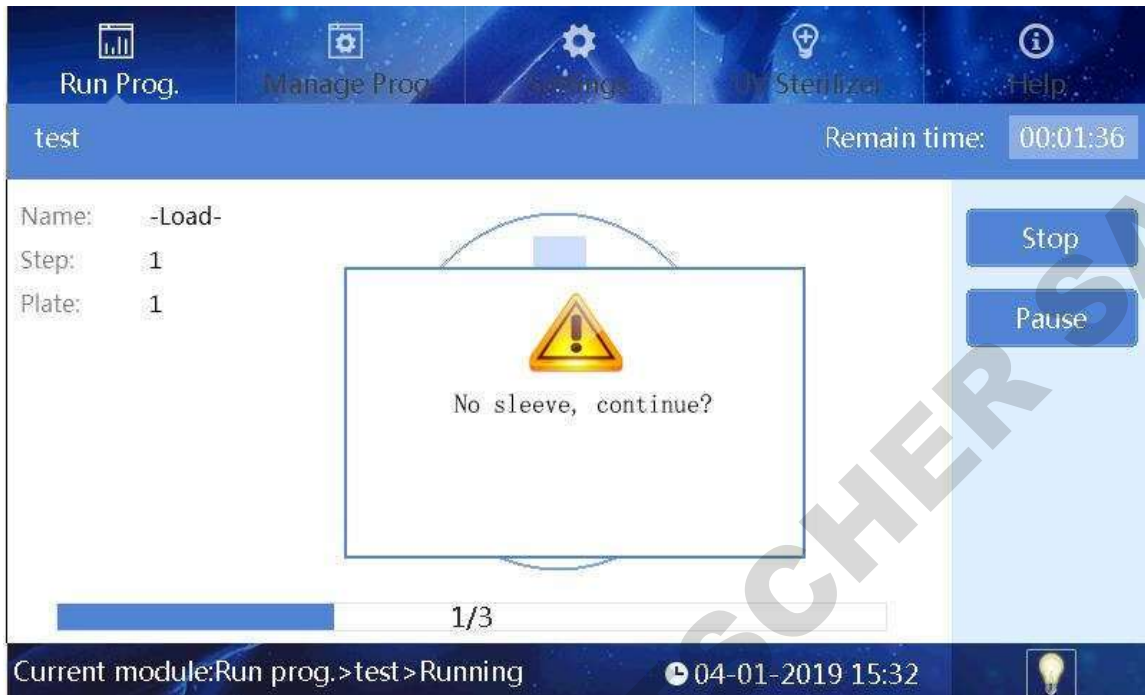 Run Prog.
Manage Prog.
Settings
UV Sterilizer
Help
test
Remain time: 00:01:36
Name: -Load-
Step: 1
Plate: 1
Stop
Pause
No sleeve, continue?
1/3
Current module:Run prog.>test>Running
04-01-2019 15:32
SCHER SA